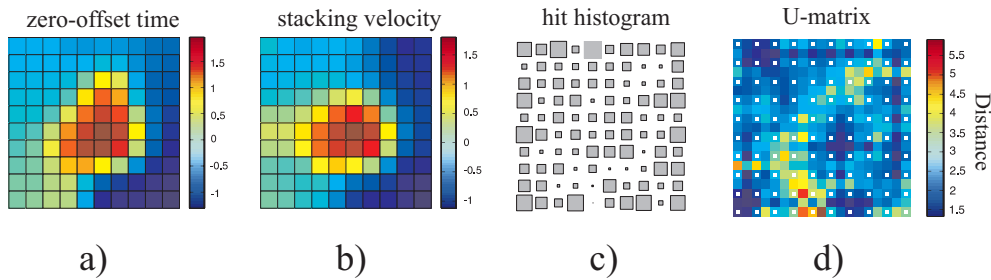 zero-offset time
stacking velocity
hit histogram
U-matrix
1.5
1
0.5
0
-0,5
-1
1.5
1
0.5
0
-0.5
-1
5.5
5
4.5
4
3.5
3
2.5
2
1.5
Distance
a)
b)
c)
d)